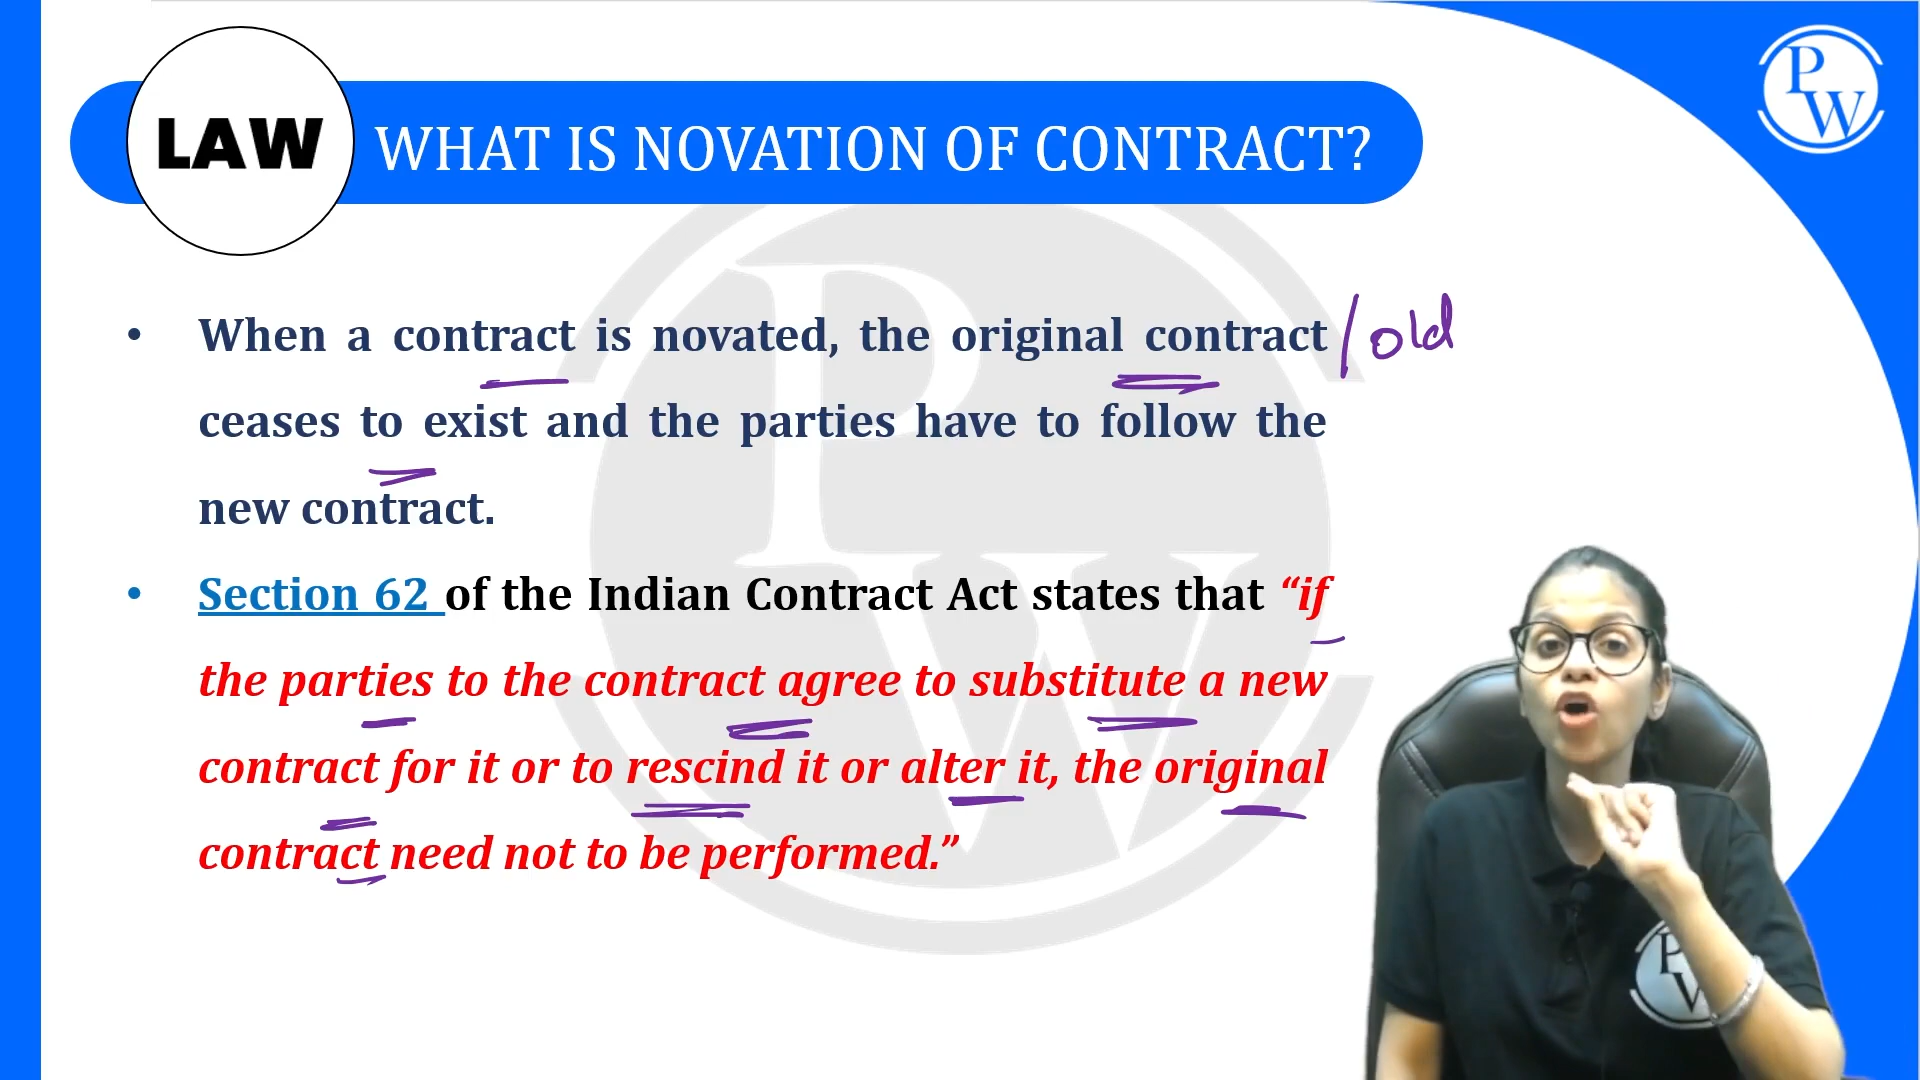 LAW
WHAT IS NOVATION OF CONTRACT?
PW
• When a contract is novated, the original contract / old
ceases to exist and the parties have to follow the
new contract.
• Section 62 of the Indian Contract Act states that “if
the parties to the contract agree to substitute a new
contract for it or to rescind it or alter it, the original
contract need not to be performed.”
PW
PW